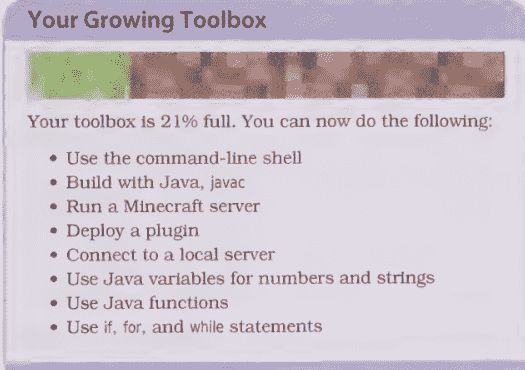 Your Growing Toolbox
Your toolbox is 21% full. You can now do the following:
• Use the command-line shell
• Build with Java, javac
• Run a Minecraft server
• Deploy a plugin
• Connect to a local server
• Use Java variables for numbers and strings
• Use Java functions
• Use if, for, and while statements